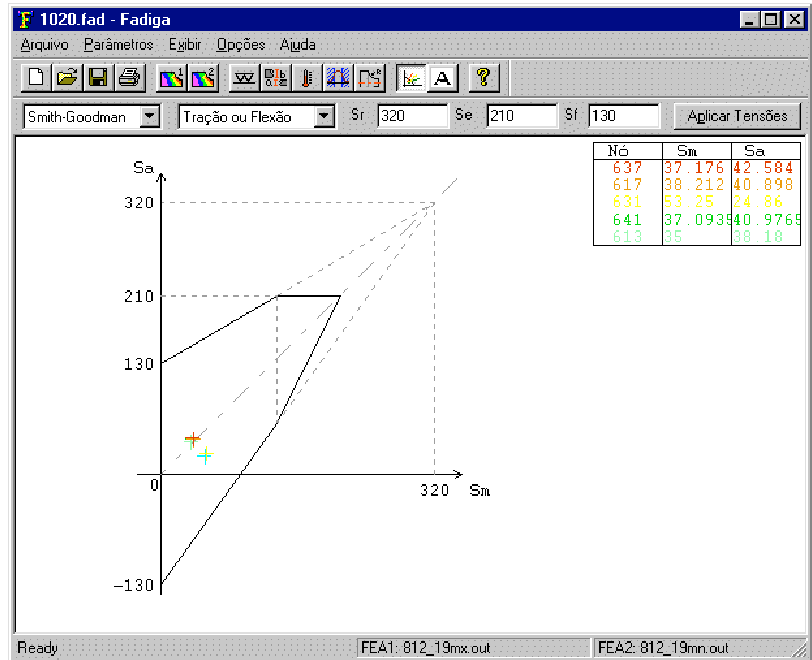 1020.fad - Fadiga
Arquivo Parâmetros Exibir Opções Ajuda
A ?
Smith-Goodman Tração ou Flexão Sr 320 Se 210 Sf 130 Aplicar Tensões
Nó Sm Sa
637 37.176 42.584
617 38.212 40.898
631 53.25 24.86
641 37.0935 40.9765
613 35 38.18
Sa
320
210
130
0
320 Sm
-130
Ready FEA1: 812_19mx.out FEA2: 812_19mn.out